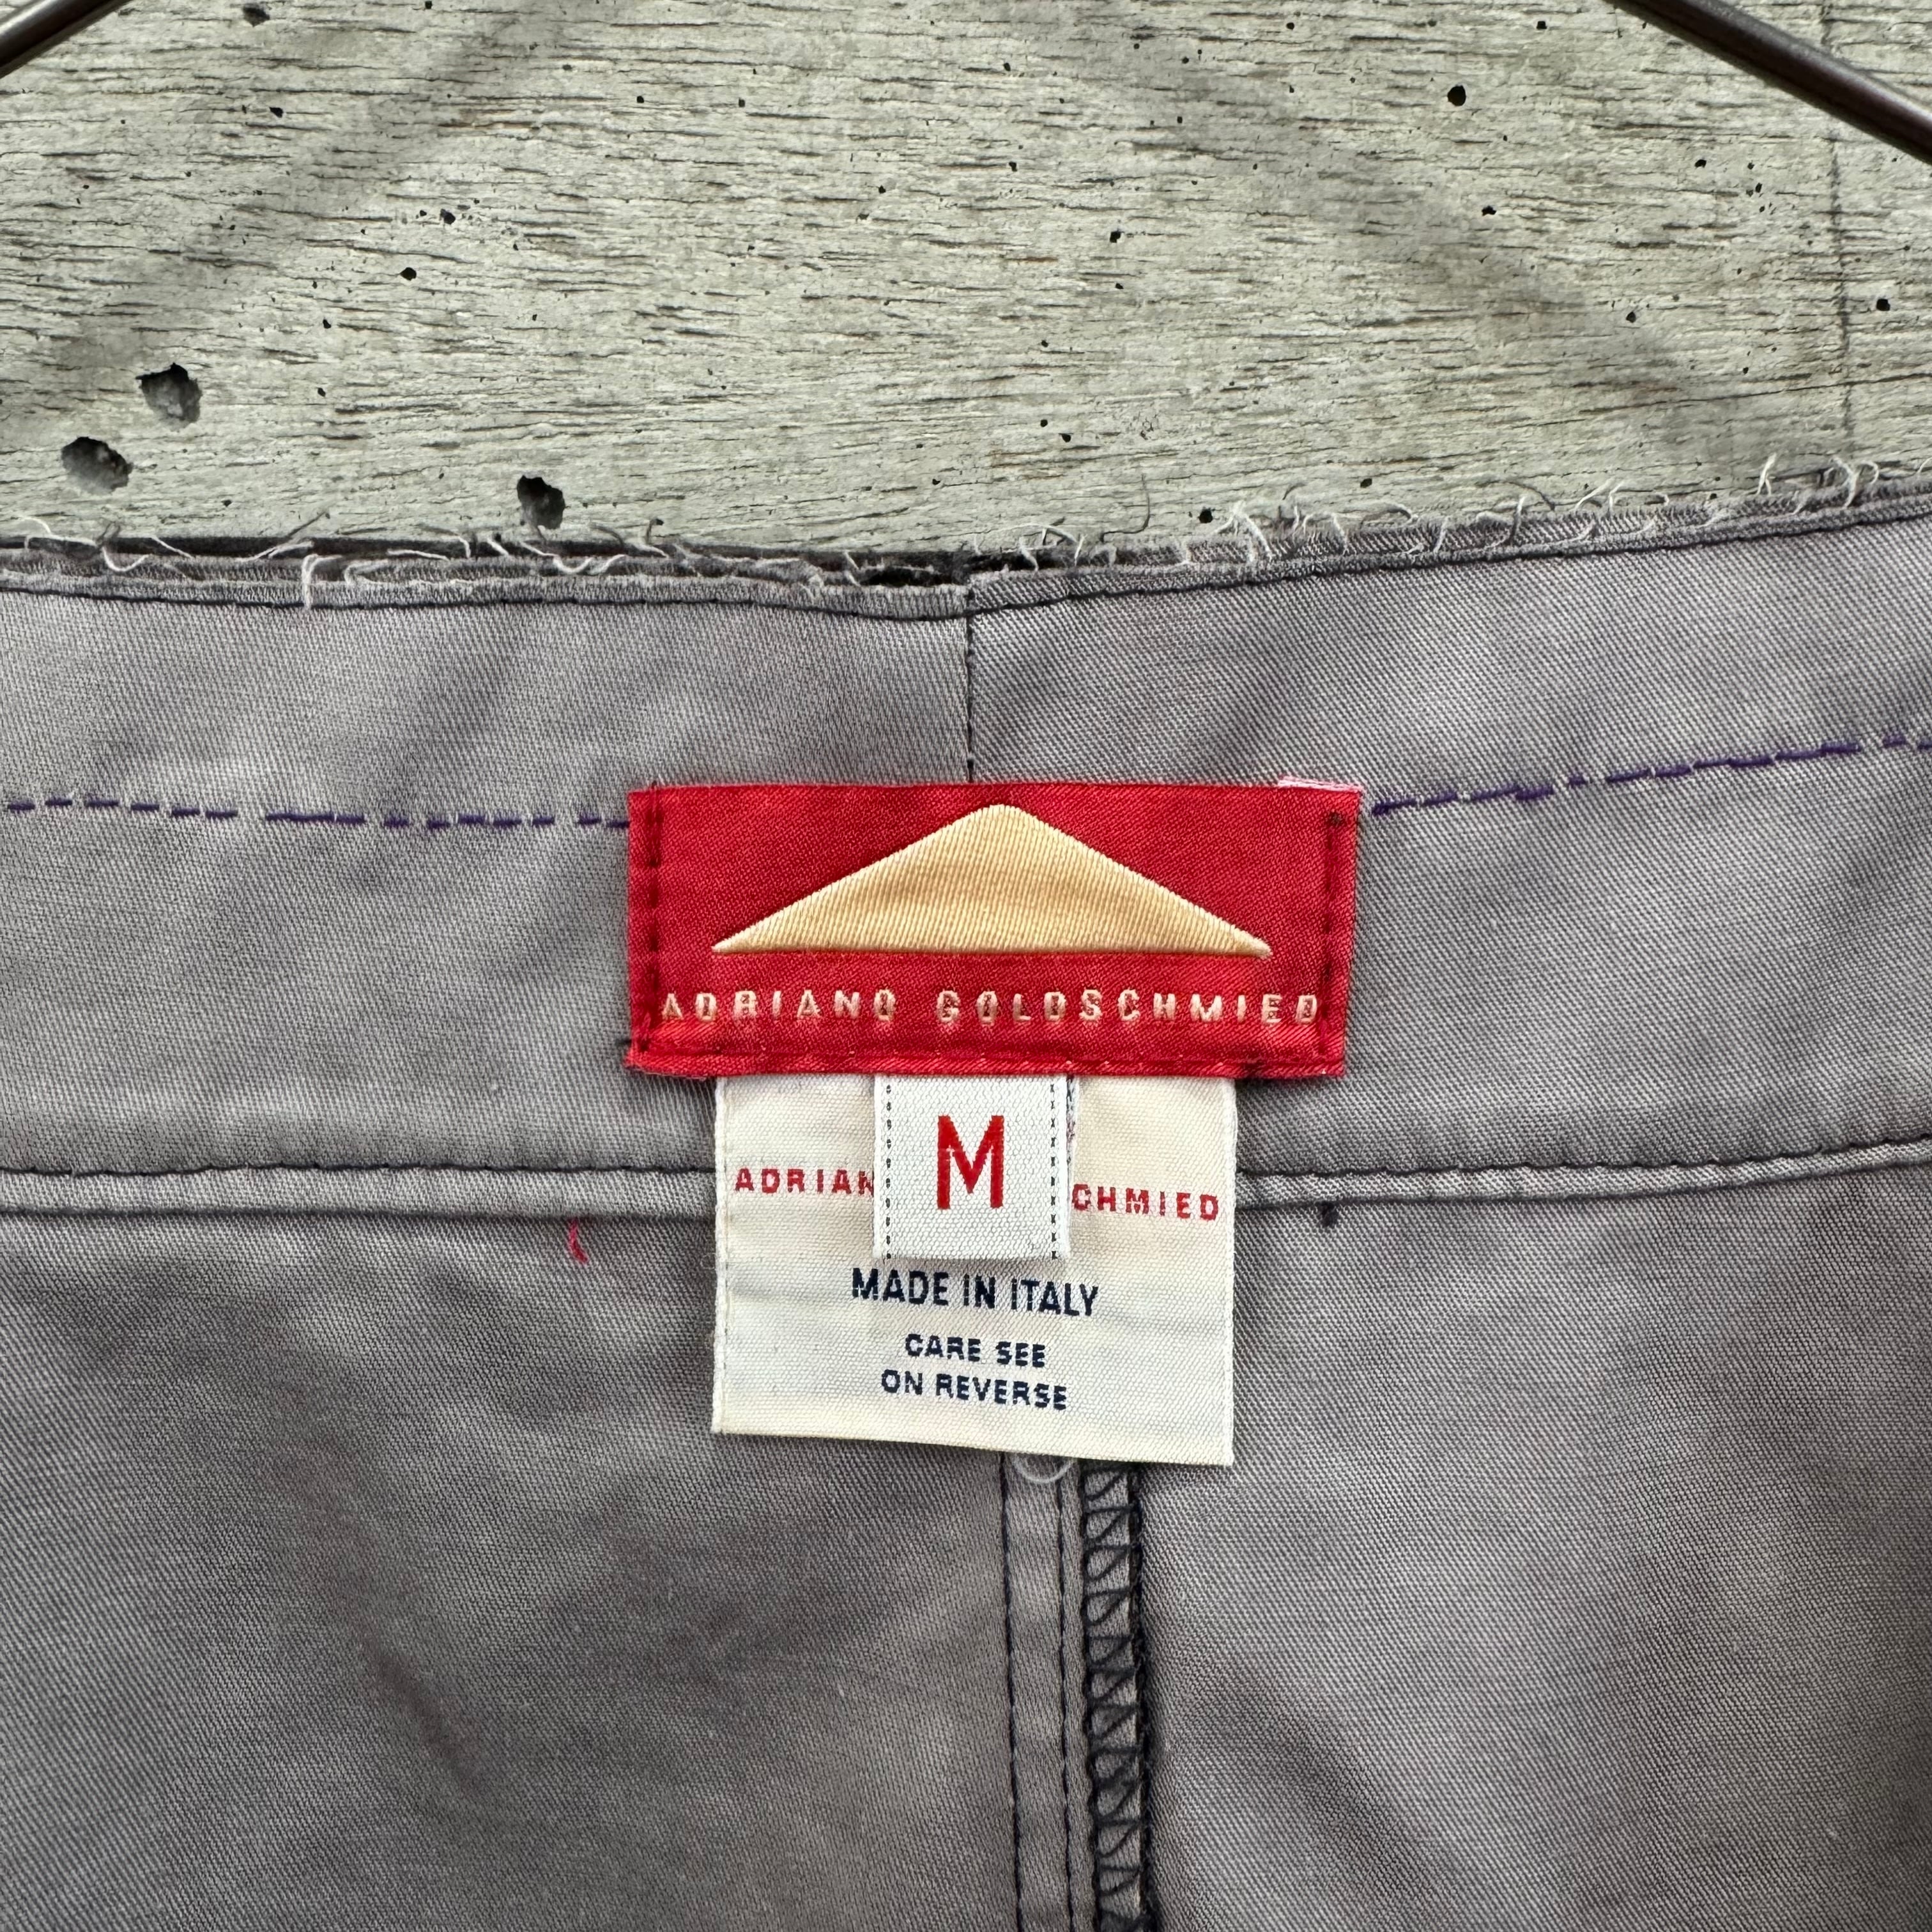 ADRIANO GOLDSCHMIED
M
ADRIAN CHMIED
MADE IN ITALY
CARE SEE
ON REVERSE